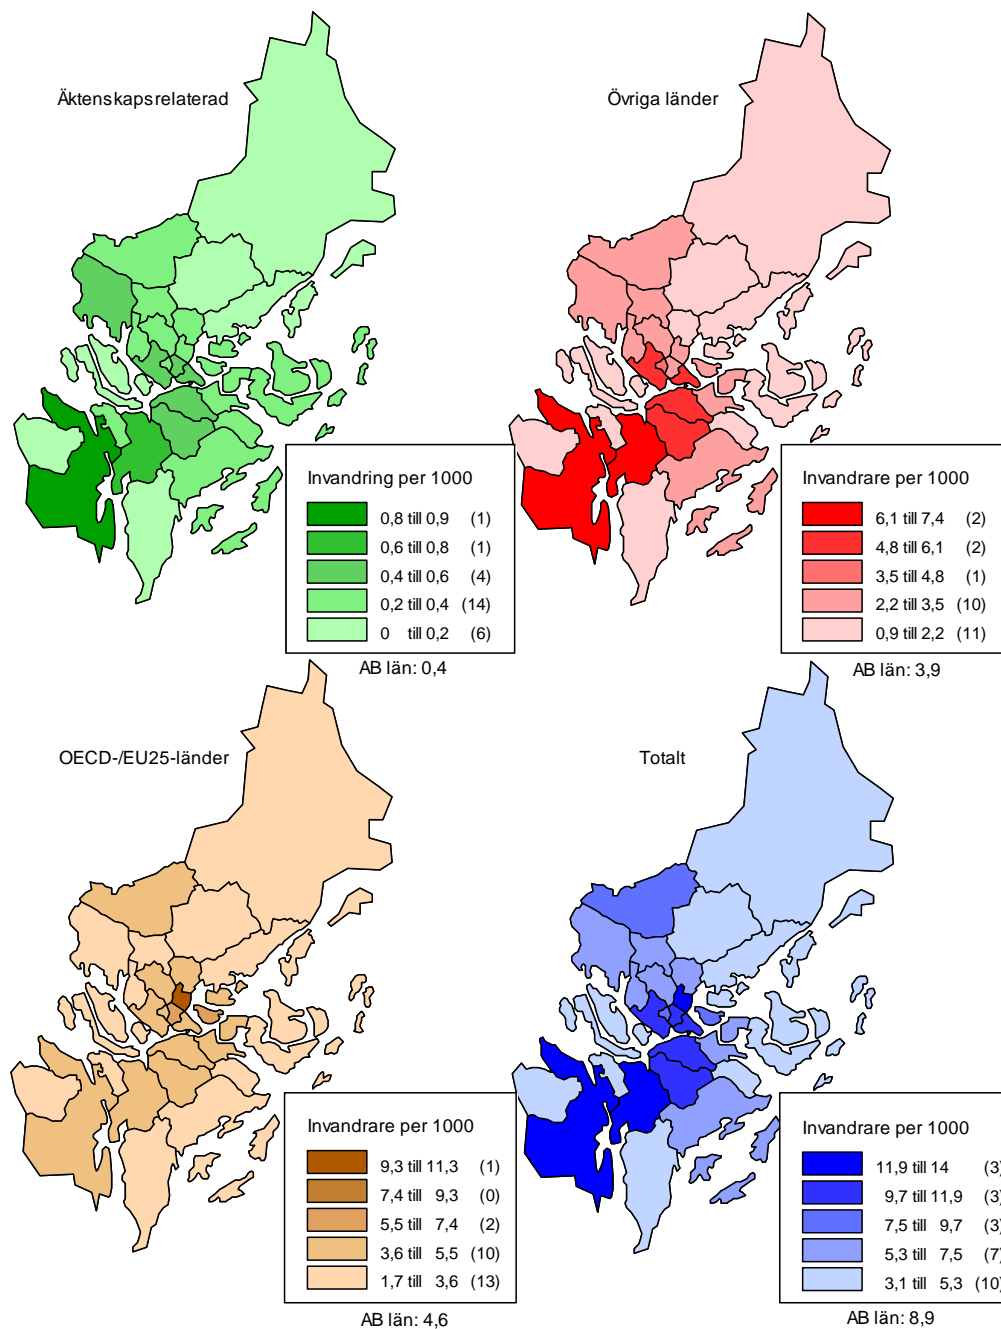 Äktenskapsrelaterad
Invandring per 1000
0,8 till 0,9 (1)
0,6 till 0,8 (1)
0,4 till 0,6 (4)
0,2 till 0,4 (14)
0 till 0,2 (6)
AB län: 0,4
Övriga länder
Invandrare per 1000
6,1 till 7,4 (2)
4,8 till 6,1 (2)
3,5 till 4,8 (1)
2,2 till 3,5 (10)
0,9 till 2,2 (11)
AB län: 3,9
OECD-/EU25-länder
Invandrare per 1000
9,3 till 11,3 (1)
7,4 till 9,3 (0)
5,5 till 7,4 (2)
3,6 till 5,5 (10)
1,7 till 3,6 (13)
AB län: 4,6
Totalt
Invandrare per 1000
11,9 till 14 (3)
9,7 till 11,9 (3)
7,5 till 9,7 (3)
5,3 till 7,5 (7)
3,1 till 5,3 (10)
AB län: 8,9